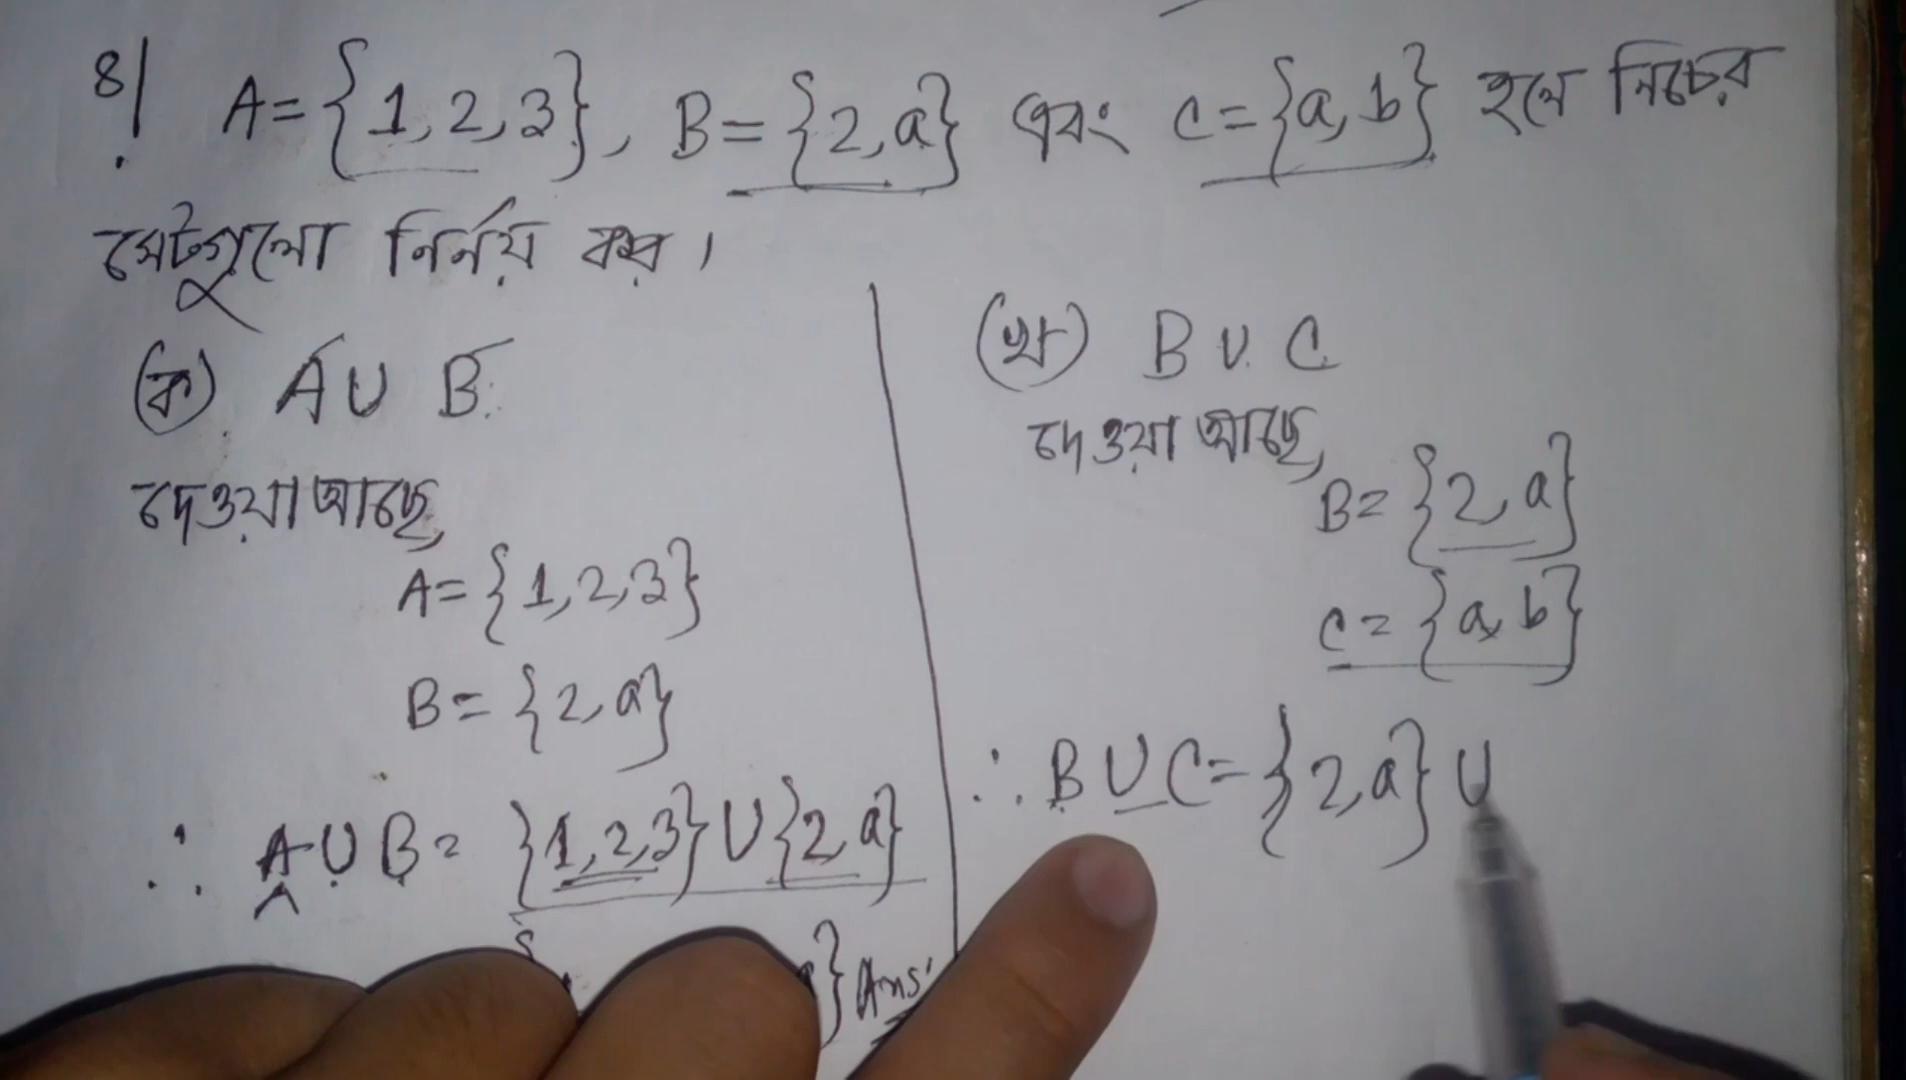 ৪। A = {1, 2, 3}, B = {2, a} এবং C = {a, b} হলে নিচের
সেটগুলো নির্নয় কর।
(ক) A U B
দেওয়া আছে,
A = {1, 2, 3}
B = {2, a}
∴ A U B = {1, 2, 3} U {2, a}
} Ans
(খ) B U C
দেওয়া আছে,
B = {2, a}
C = {a, b}
∴ B U C = {2, a} U